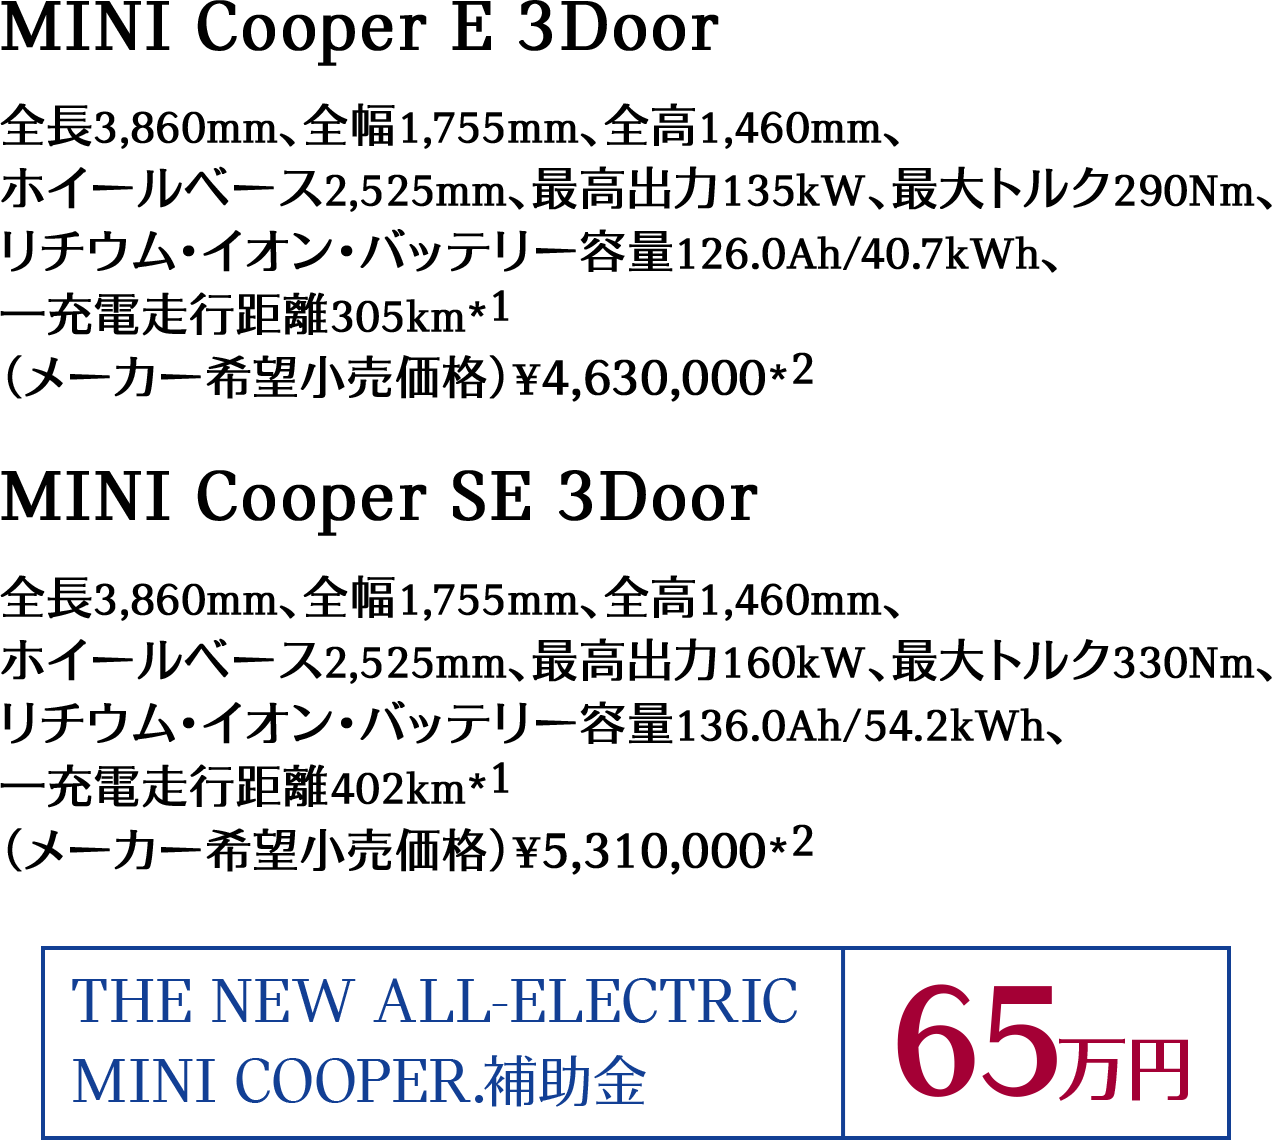 MINI Cooper E 3Door
全長3,860mm、全幅1,755mm、全高1,460mm、
ホイールベース2,525mm、最高出力135kW、最大トルク290Nm、
リチウム・イオン・バッテリー容量126.0Ah/40.7kWh、
一充電走行距離305km*1
（メーカー希望小売価格）¥4,630,000*2
MINI Cooper SE 3Door
全長3,860mm、全幅1,755mm、全高1,460mm、
ホイールベース2,525mm、最高出力160kW、最大トルク330Nm、
リチウム・イオン・バッテリー容量136.0Ah/54.2kWh、
一充電走行距離402km*1
（メーカー希望小売価格）¥5,310,000*2
THE NEW ALL-ELECTRIC
MINI COOPER.補助金
65万円